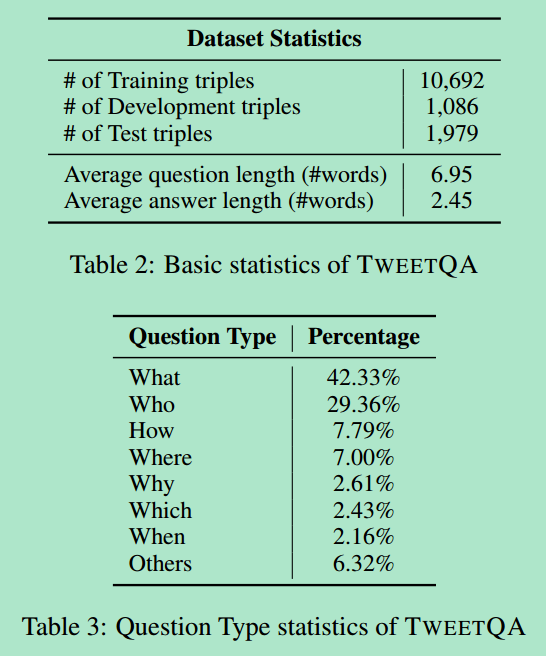 Dataset Statistics
# of Training triples 10,692
# of Development triples 1,086
# of Test triples 1,979
Average question length (#words) 6.95
Average answer length (#words) 2.45
Table 2: Basic statistics of TWEETQA
Question Type Percentage
What 42.33%
Who 29.36%
How 7.79%
Where 7.00%
Why 2.61%
Which 2.43%
When 2.16%
Others 6.32%
Table 3: Question Type statistics of TWEETQA